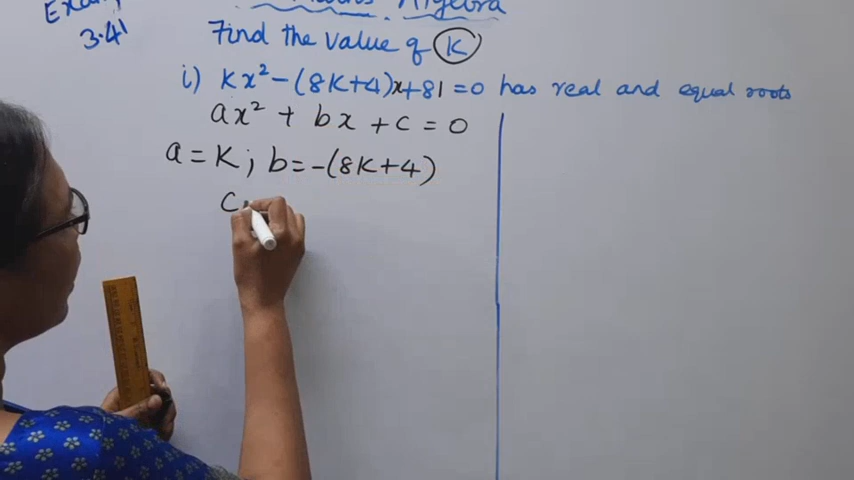 3.41
Algebra
Find the value of K
i) Kx² - (8K+4)x+81 = 0 has real and equal roots
ax² + bx + c = 0
a = K ; b = -(8K+4)
c